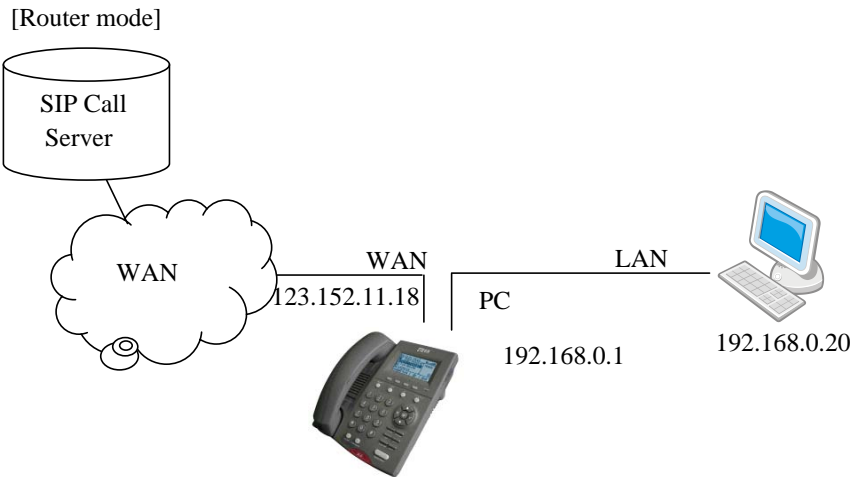 [Router mode]
SIP Call
Server
WAN
WAN
LAN
123.152.11.18
PC
192.168.0.1
192.168.0.20